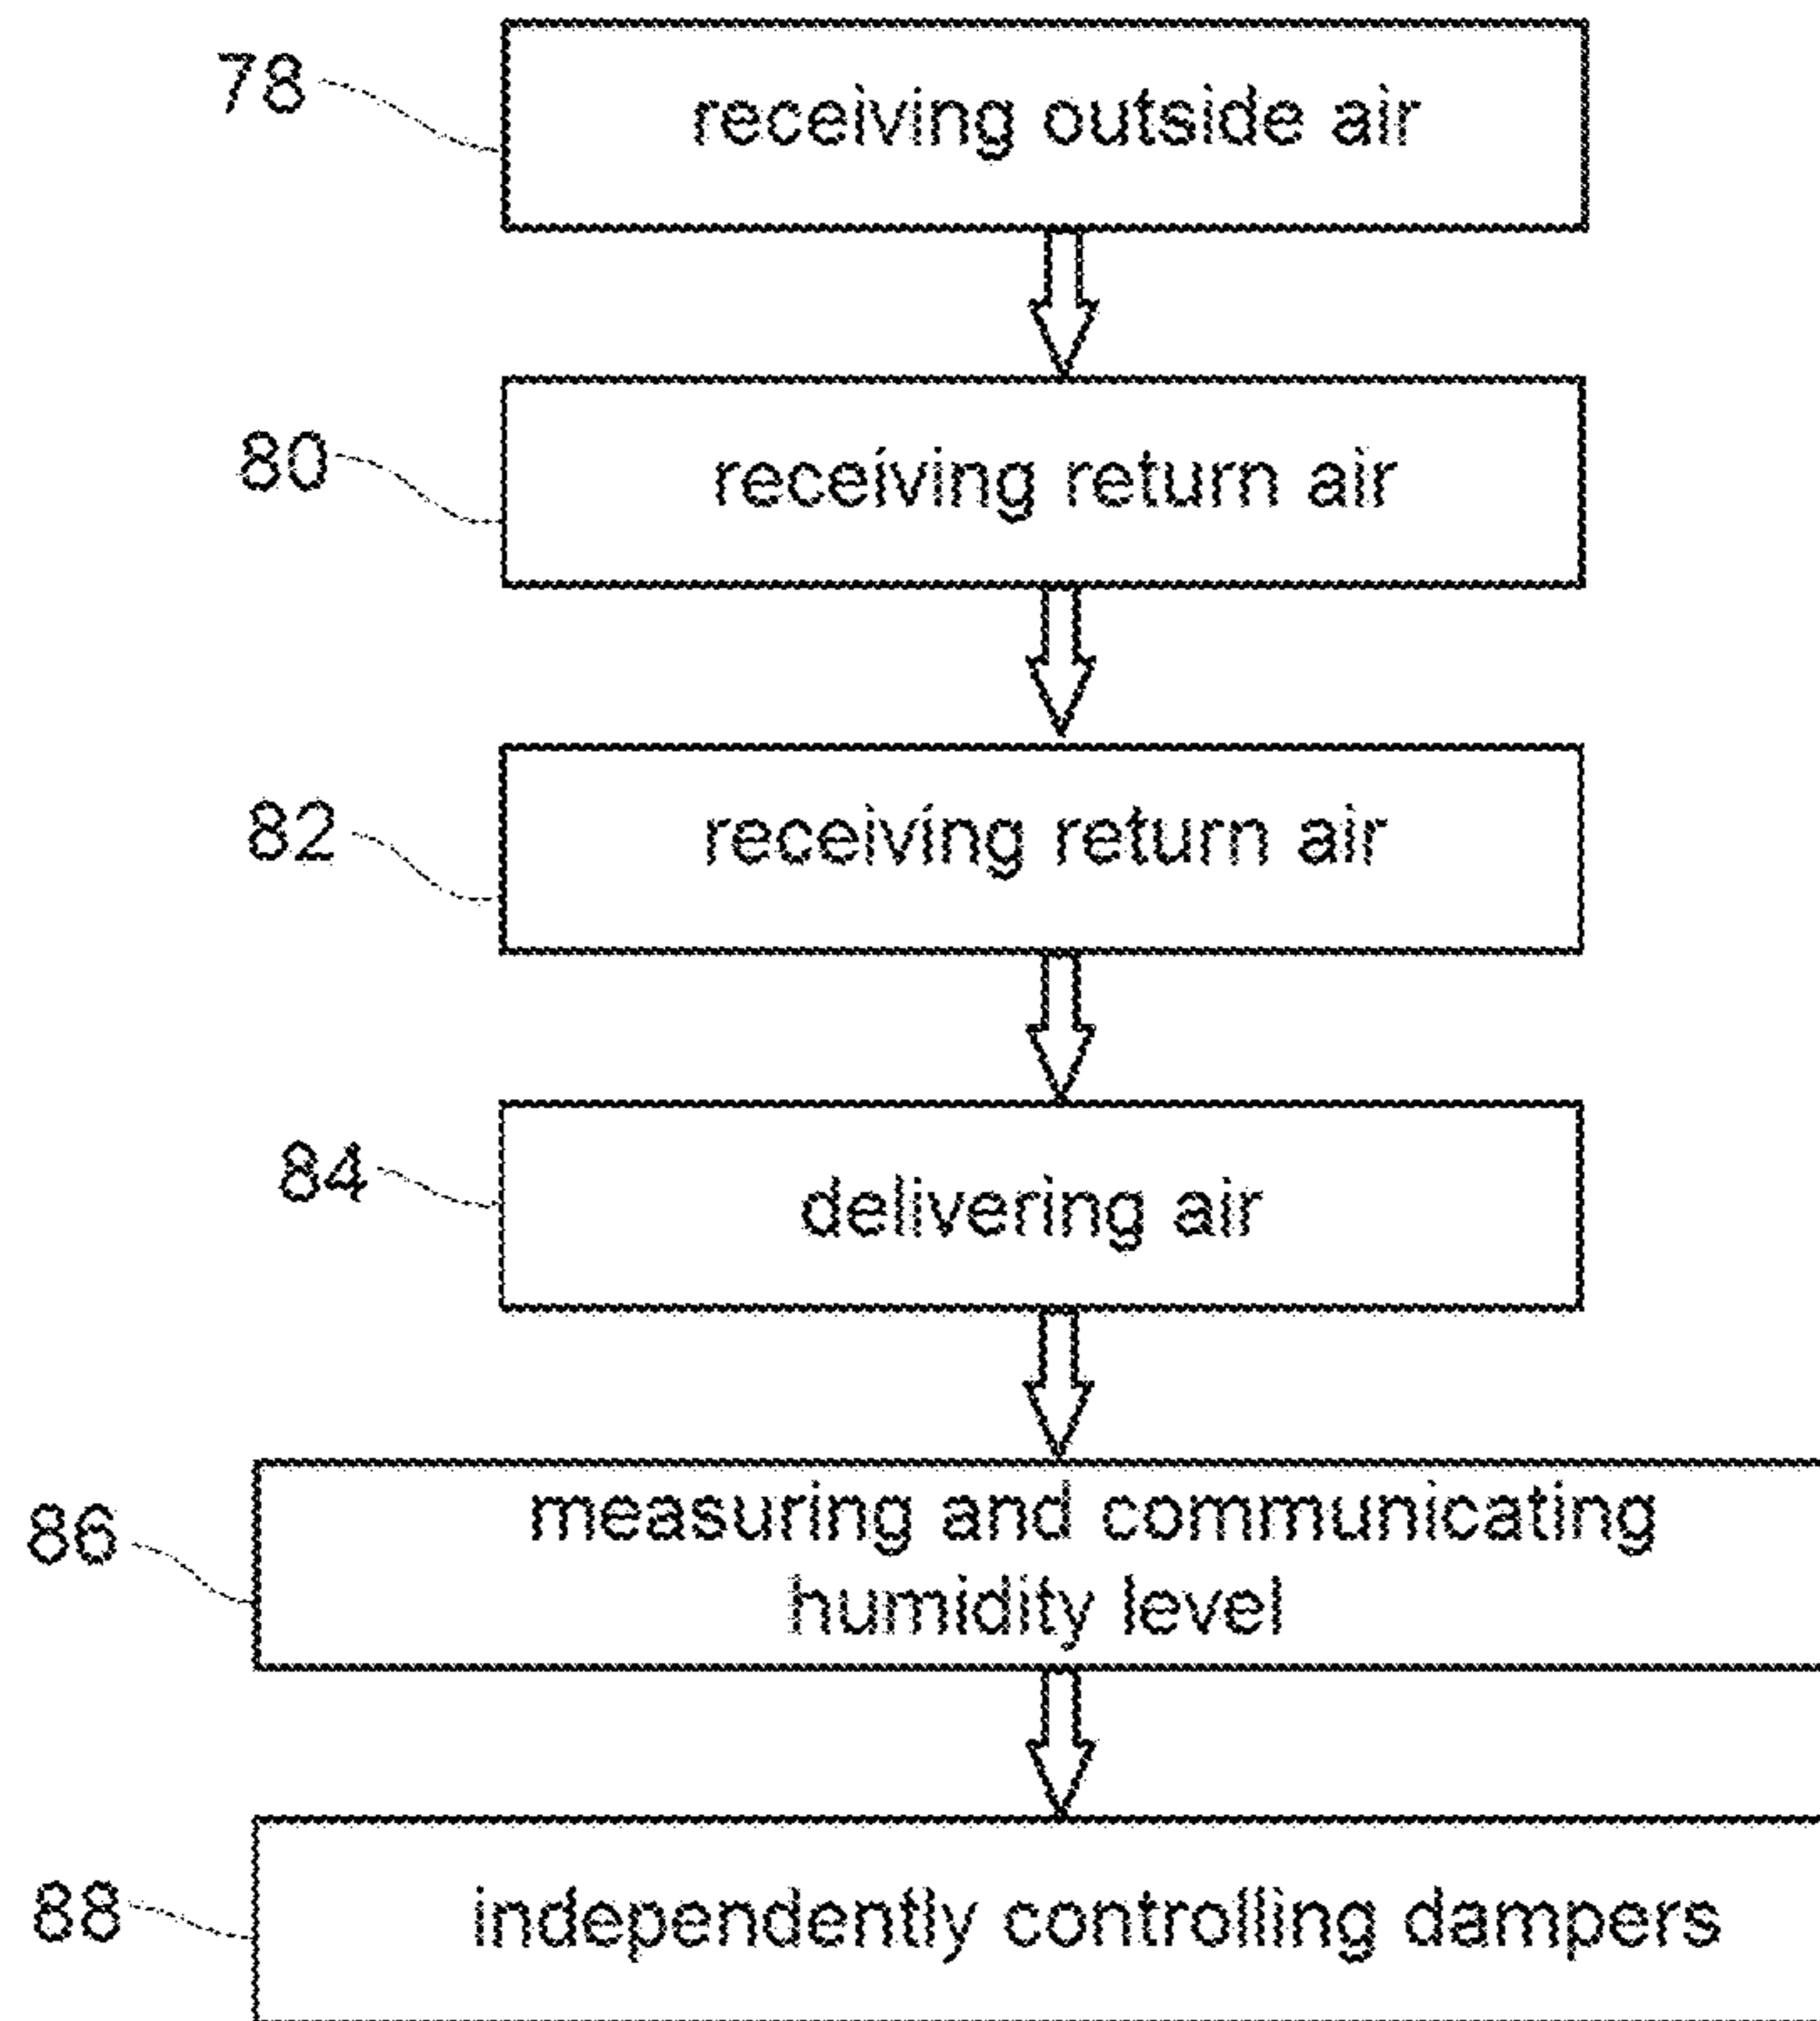 78
receiving outside air
80
receiving return air
82
receiving return air
84
delivering air
86
measuring and communicating
humidity level
88
independently controlling dampers